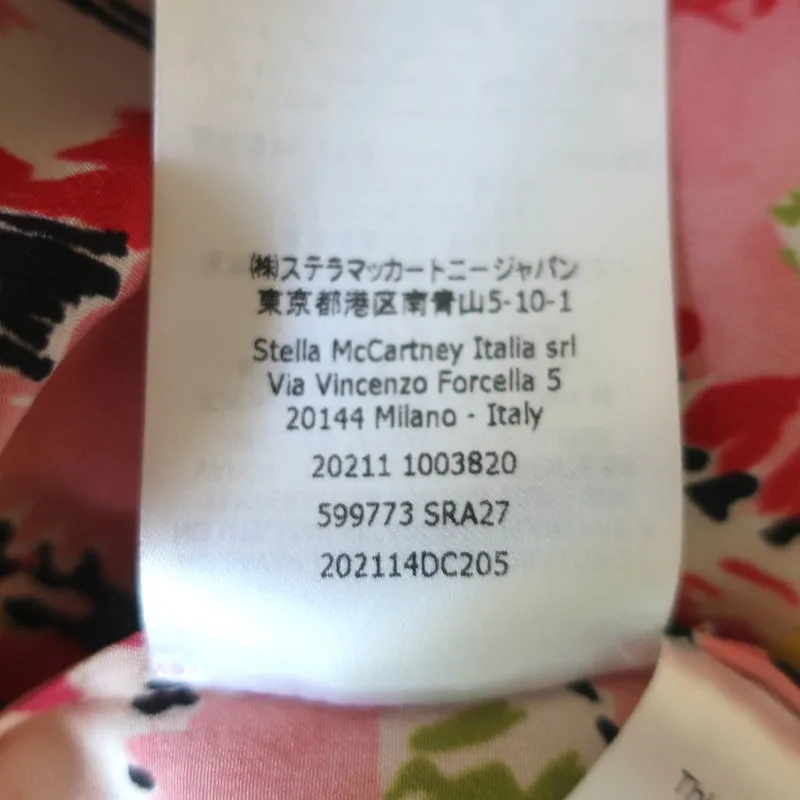 ㈱ステラマッカートニージャパン
東京都港区南青山5-10-1
Stella McCartney Italia srl
Via Vincenzo Forcella 5
20144 Milano - Italy
20211 1003820
599773 SRA27
202114DC205